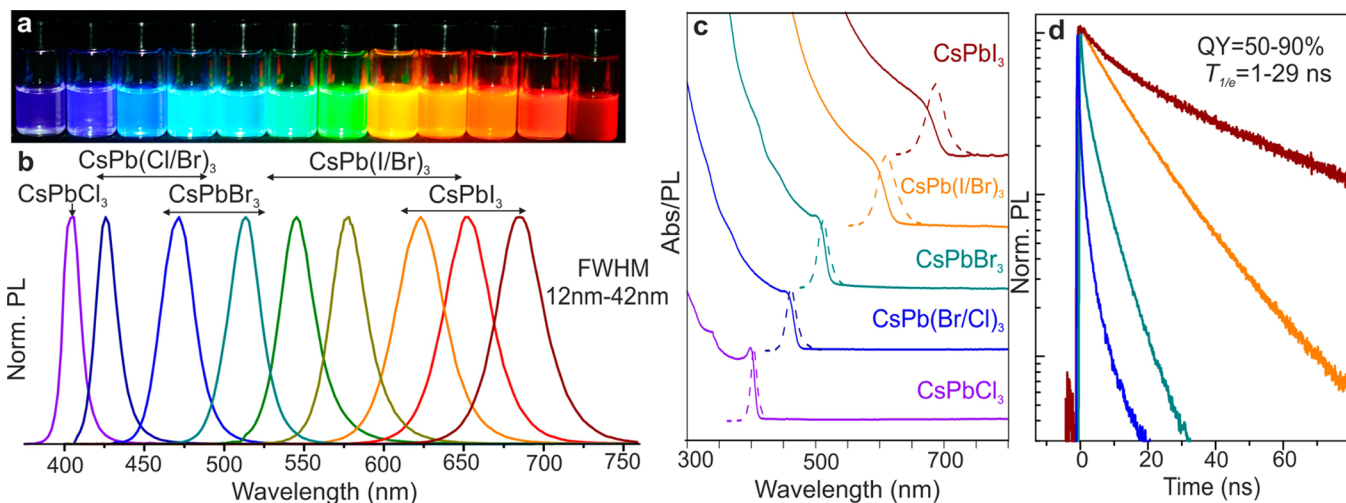 a
b
CsPb(Cl/Br)3
CsPb(I/Br)3
CsPbCl3
CsPbBr3
CsPbI3
FWHM
12nm-42nm
Norm. PL
400 450 500 550 600 650 700 750
Wavelength (nm)
c
CsPbI3
CsPb(I/Br)3
CsPbBr3
CsPb(Br/Cl)3
CsPbCl3
Abs/PL
300 500 700
Wavelength (nm)
d
QY=50-90%
T1/e=1-29 ns
Norm. PL
0 20 40 60
Time (ns)